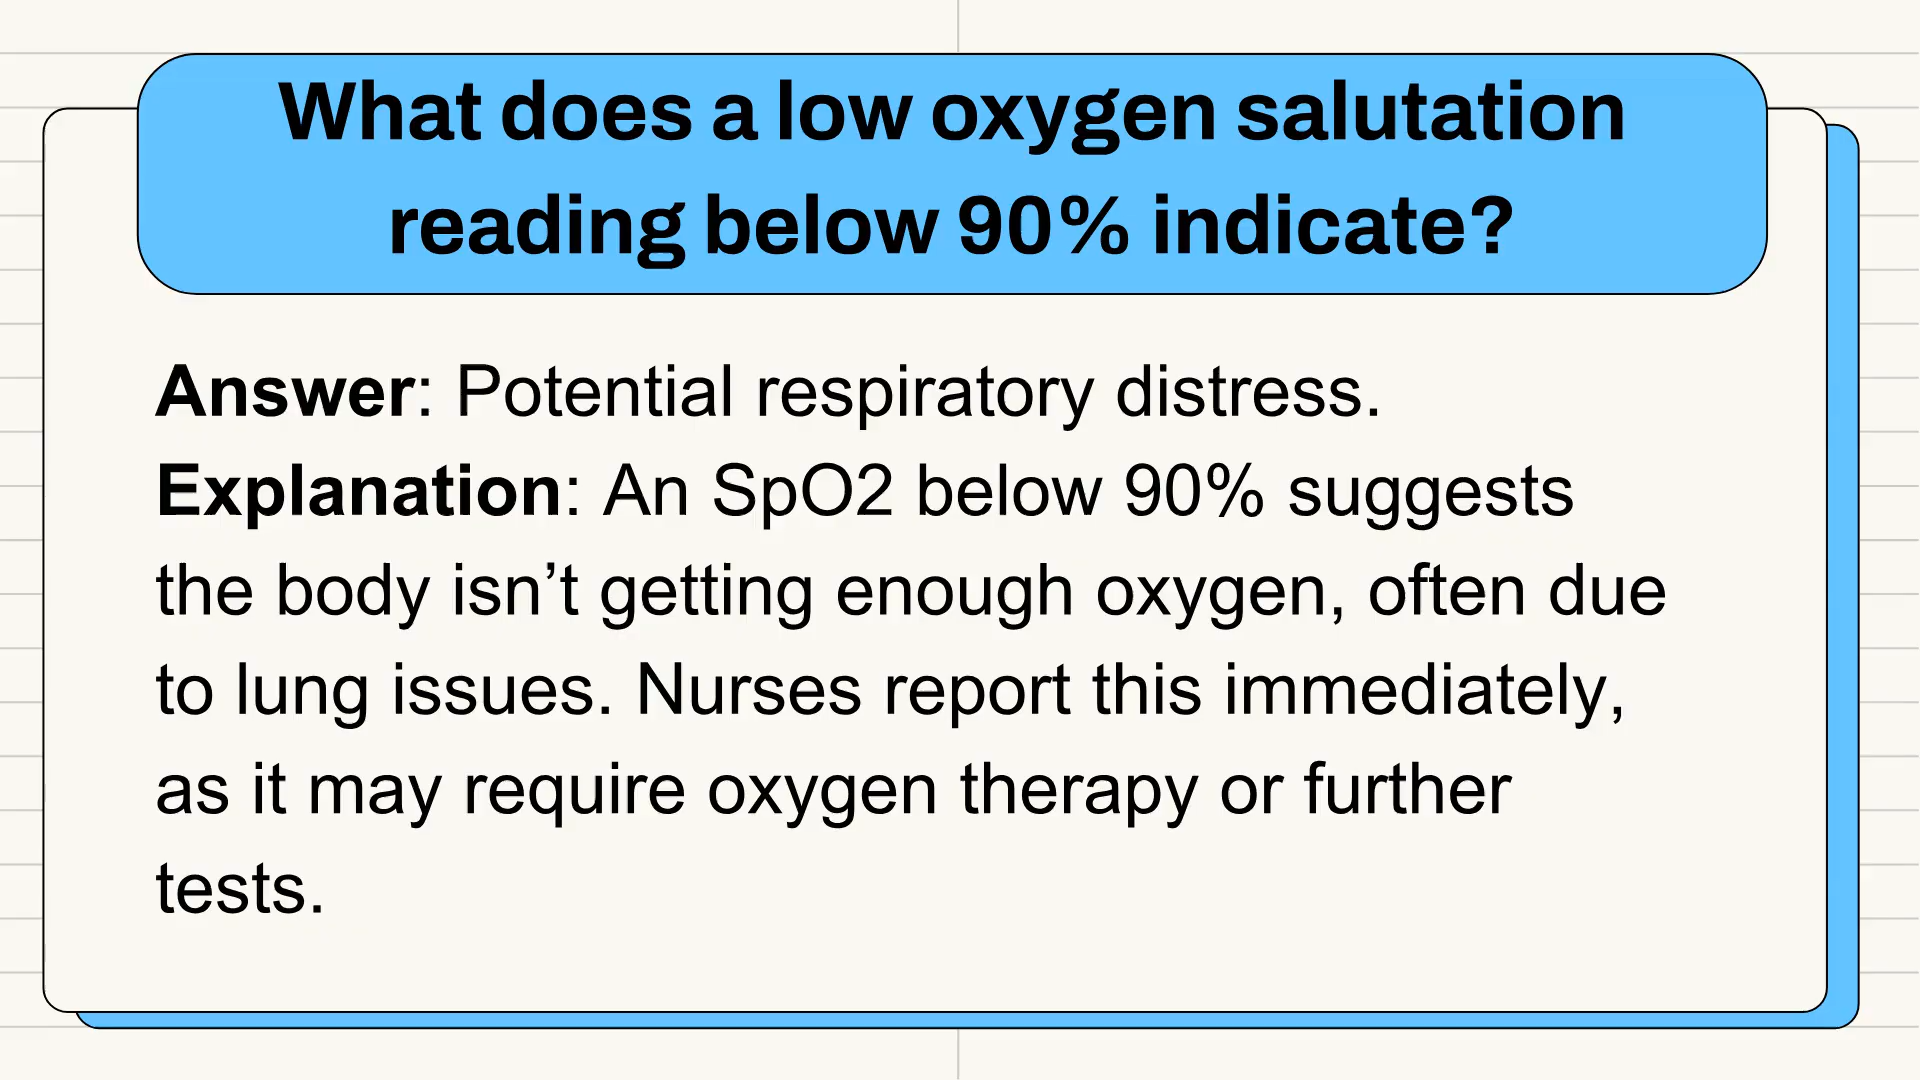 What does a low oxygen salutation
reading below 90% indicate?
Answer: Potential respiratory distress.
Explanation: An SpO2 below 90% suggests
the body isn’t getting enough oxygen, often due
to lung issues. Nurses report this immediately,
as it may require oxygen therapy or further
tests.